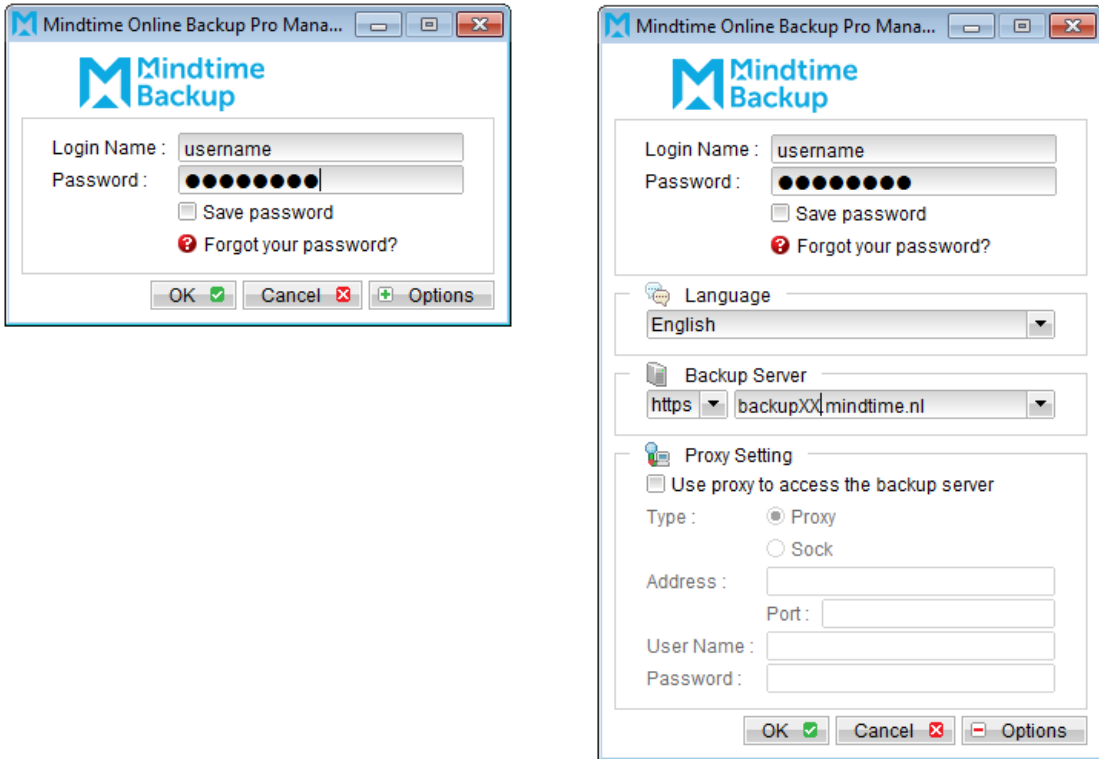 Mindtime Online Backup Pro Mana...
Mindtime
Backup
Login Name : username
Password : ●●●●●●●●
Save password
Forgot your password?
OK Cancel Options
Mindtime Online Backup Pro Mana...
Mindtime
Backup
Login Name : username
Password : ●●●●●●●●
Save password
Forgot your password?
Language
English
Backup Server
https backupXX.mindtime.nl
Proxy Setting
Use proxy to access the backup server
Type : Proxy
Sock
Address :
Port :
User Name :
Password :
OK Cancel Options